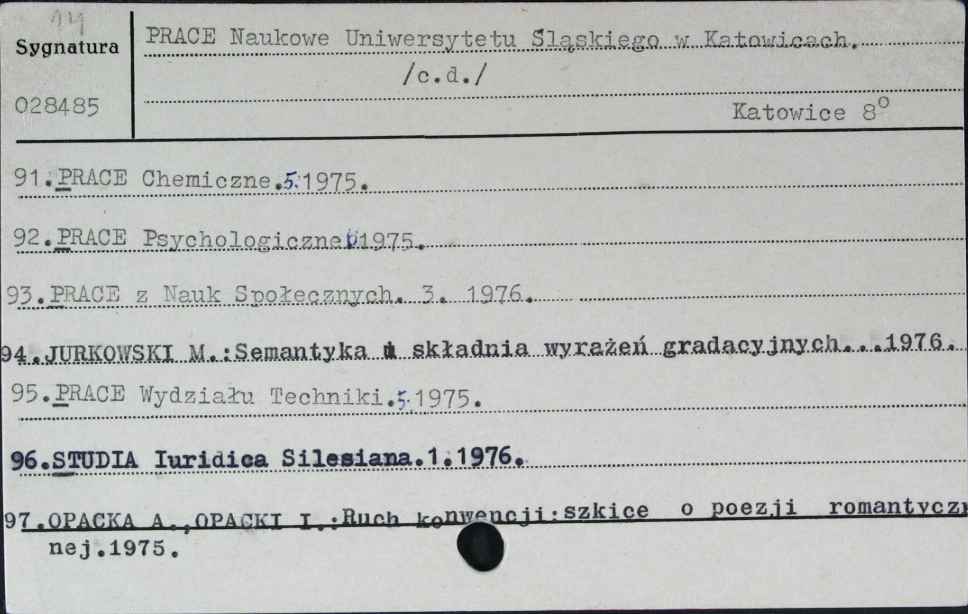 14
Sygnatura
PRACE Naukowe Uniwersytetu Śląskiego w Katowicach.
/c.d./
028485
Katowice 8⁰
91.PRACE Chemiczne.5.1975.
92.PRACE Psychologiczne 1975.
93.PRACE z Nauk Społecznych. 3. 1976.
94.JURKOWSKI M.:Semantyka i składnia wyrażeń gradacyjnych...1976.
95.PRACE Wydziału Techniki.5.1975.
96.STUDIA Iuridica Silesiana.1.1976.
97.OPACKA A.,OPACKI I.:Ruch konwencji:szkice o poezji romantycz
nej.1975.